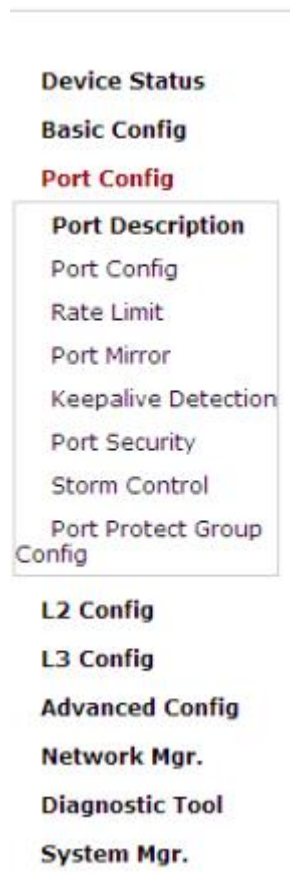 Device Status
Basic Config
Port Config
Port Description
Port Config
Rate Limit
Port Mirror
Keepalive Detection
Port Security
Storm Control
Port Protect Group
Config
L2 Config
L3 Config
Advanced Config
Network Mgr.
Diagnostic Tool
System Mgr.